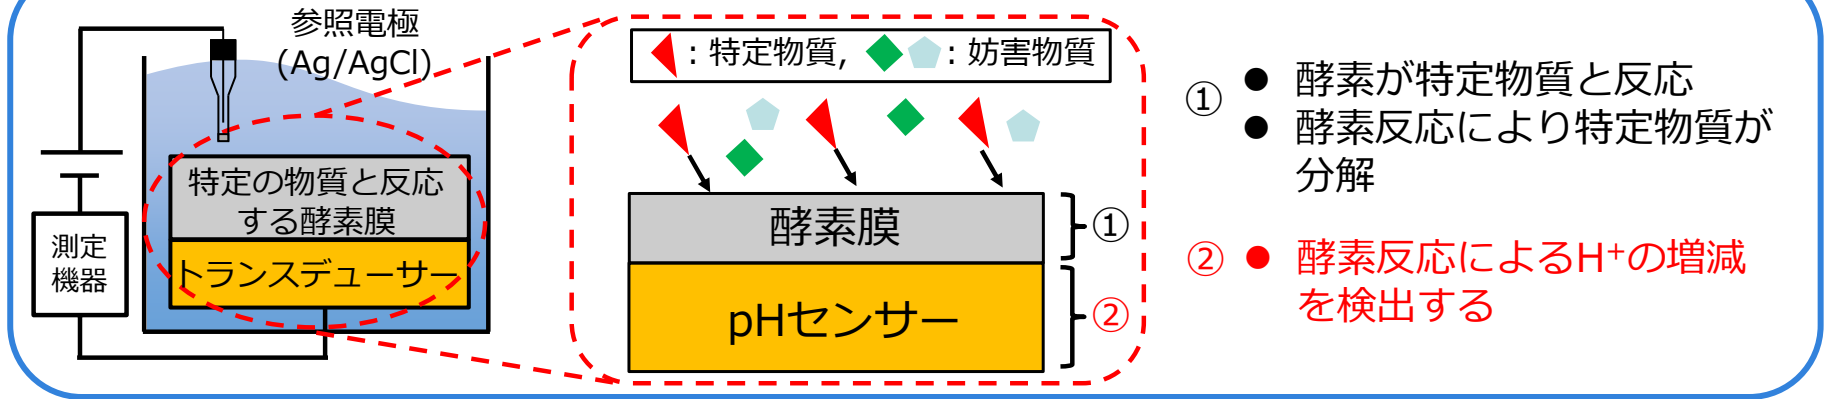 参照電極
(Ag/AgCl)
特定の物質と反応
する酵素膜
トランスデューサー
測定
機器
：特定物質,　：妨害物質
酵素膜
pHセンサー
①
②
① ● 酵素が特定物質と反応
● 酵素反応により特定物質が
分解
② ● 酵素反応によるH⁺の増減
を検出する